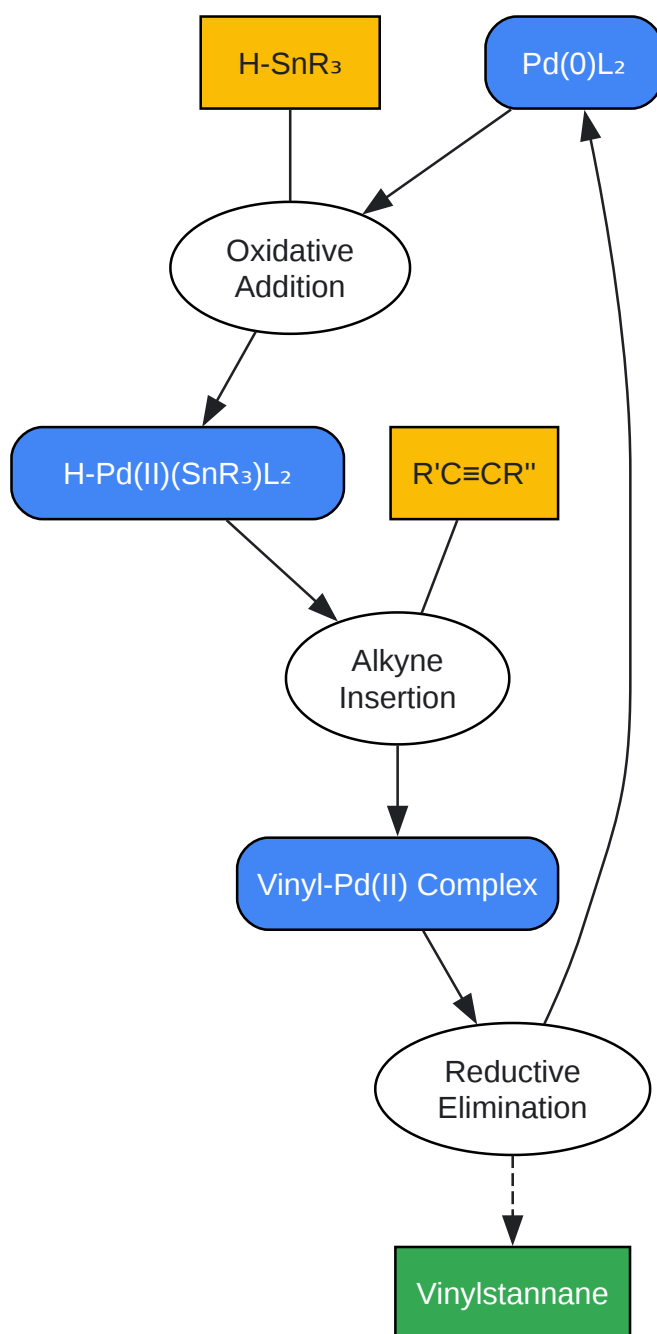 H-SnR₃
Pd(0)L₂
Oxidative
Addition
H-Pd(II)(SnR₃)L₂
R'C≡CR''
Alkyne
Insertion
Vinyl-Pd(II) Complex
Reductive
Elimination
Vinylstannane